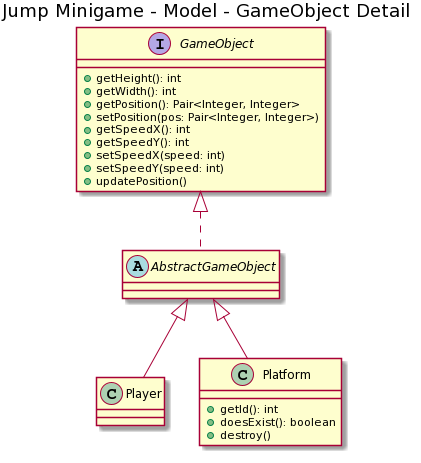 Jump Minigame - Model - GameObject Detail
I GameObject
getHeight(): int
getWidth(): int
getPosition(): Pair<Integer, Integer>
setPosition(pos: Pair<Integer, Integer>)
getSpeedX(): int
getSpeedY(): int
setSpeedX(speed: int)
setSpeedY(speed: int)
updatePosition()
A AbstractGameObject
C Player
C Platform
getId(): int
doesExist(): boolean
destroy()